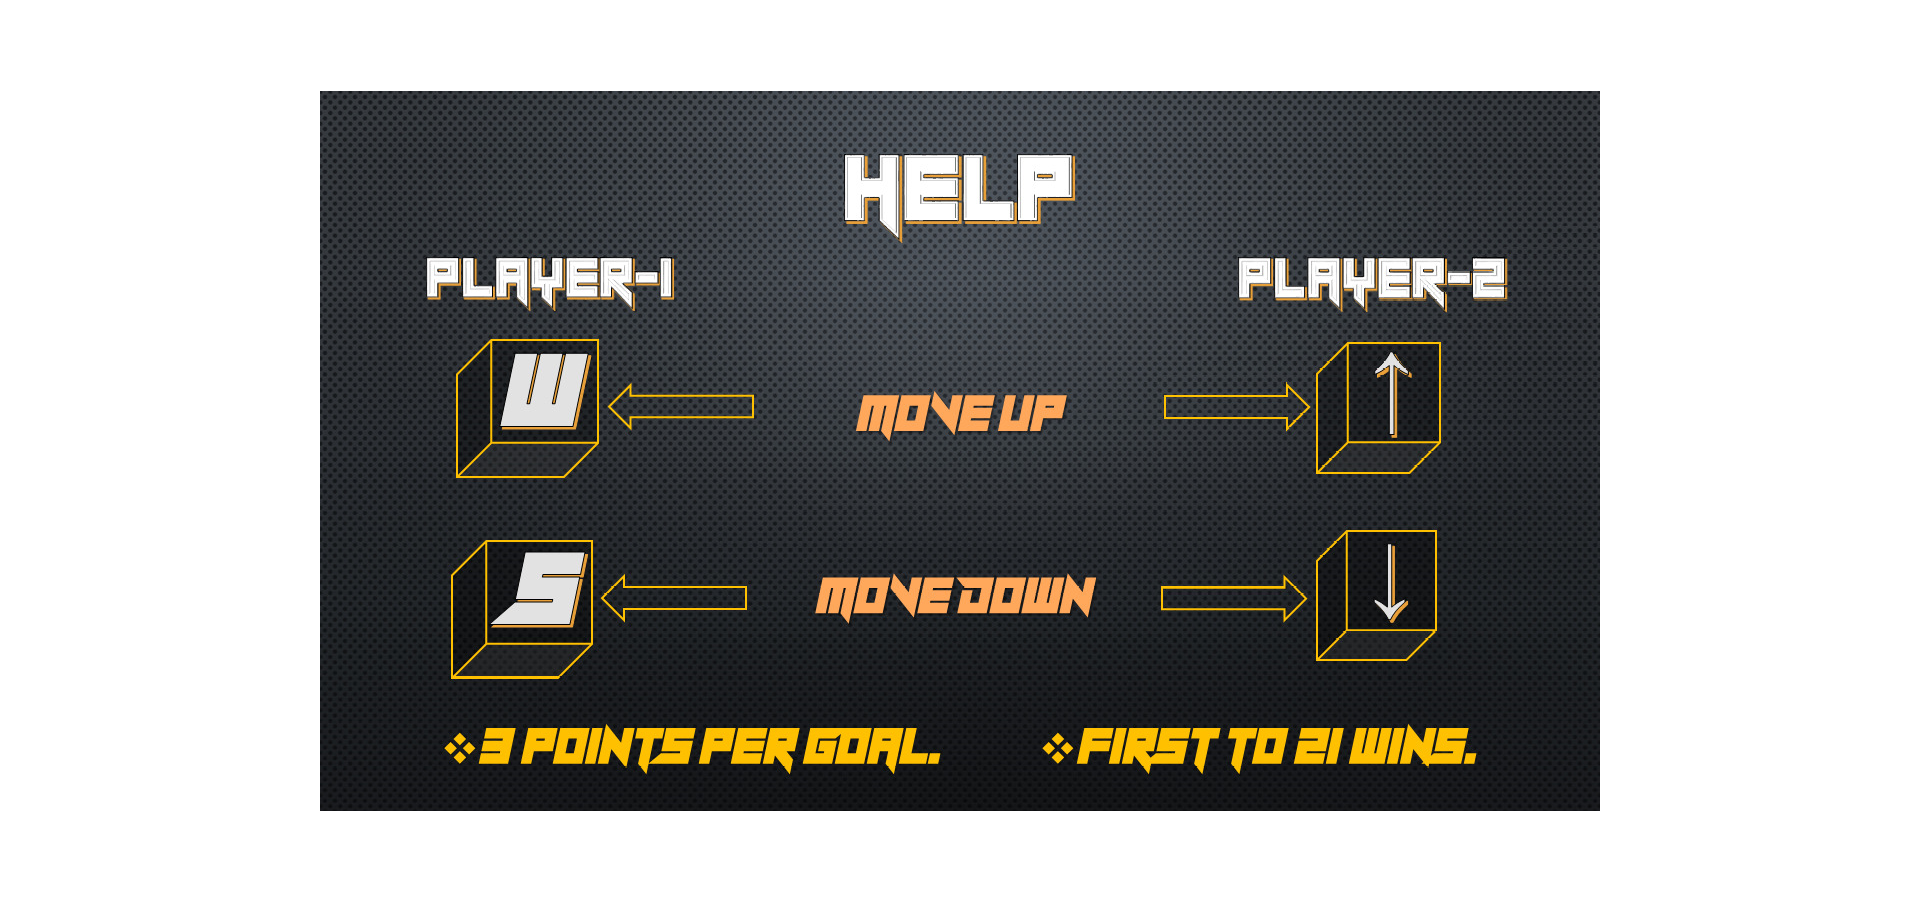 HELP
PLAYER-1
PLAYER-2
W
MOVE UP
↑
S
MOVE DOWN
↓
❖ 3 POINTS PER GOAL.
❖ FIRST TO 21 WINS.